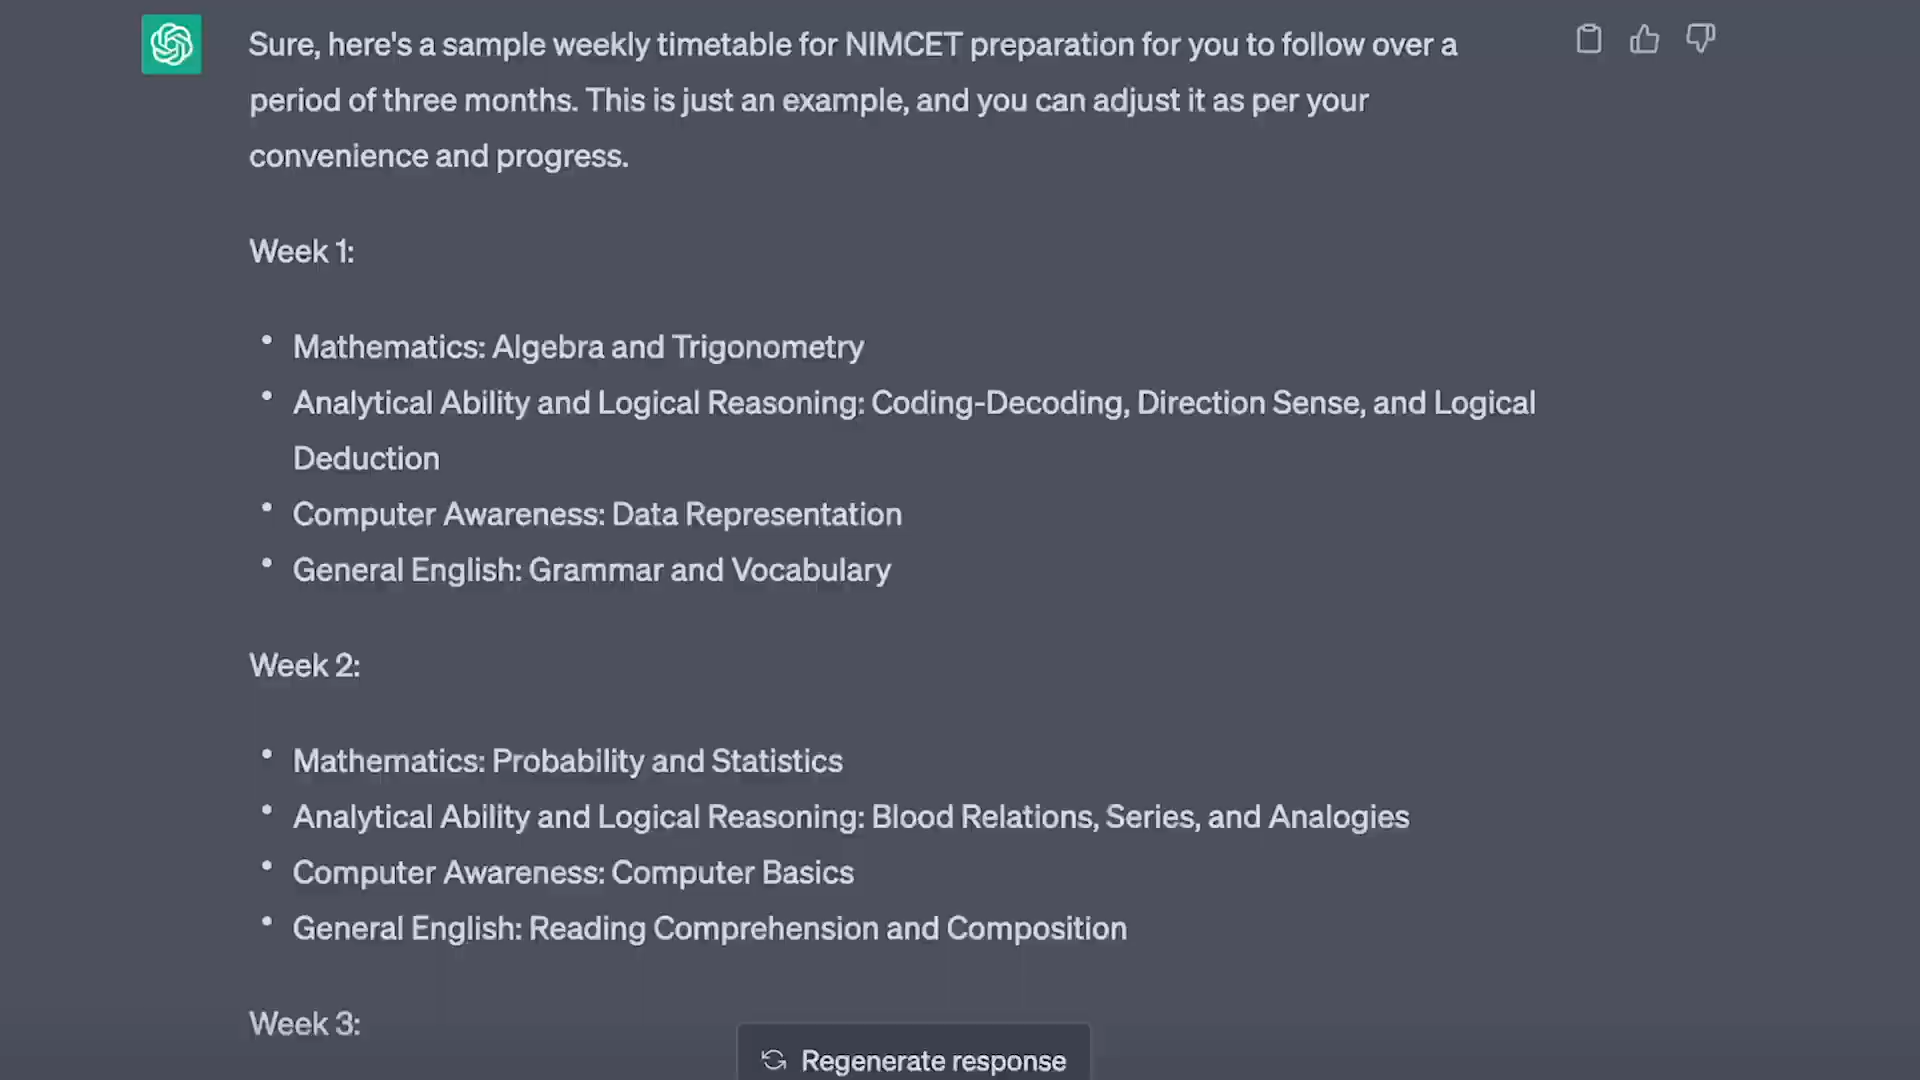 Sure, here's a sample weekly timetable for NIMCET preparation for you to follow over a
period of three months. This is just an example, and you can adjust it as per your
convenience and progress.
Week 1:
• Mathematics: Algebra and Trigonometry
• Analytical Ability and Logical Reasoning: Coding-Decoding, Direction Sense, and Logical
Deduction
• Computer Awareness: Data Representation
• General English: Grammar and Vocabulary
Week 2:
• Mathematics: Probability and Statistics
• Analytical Ability and Logical Reasoning: Blood Relations, Series, and Analogies
• Computer Awareness: Computer Basics
• General English: Reading Comprehension and Composition
Week 3:
Regenerate response